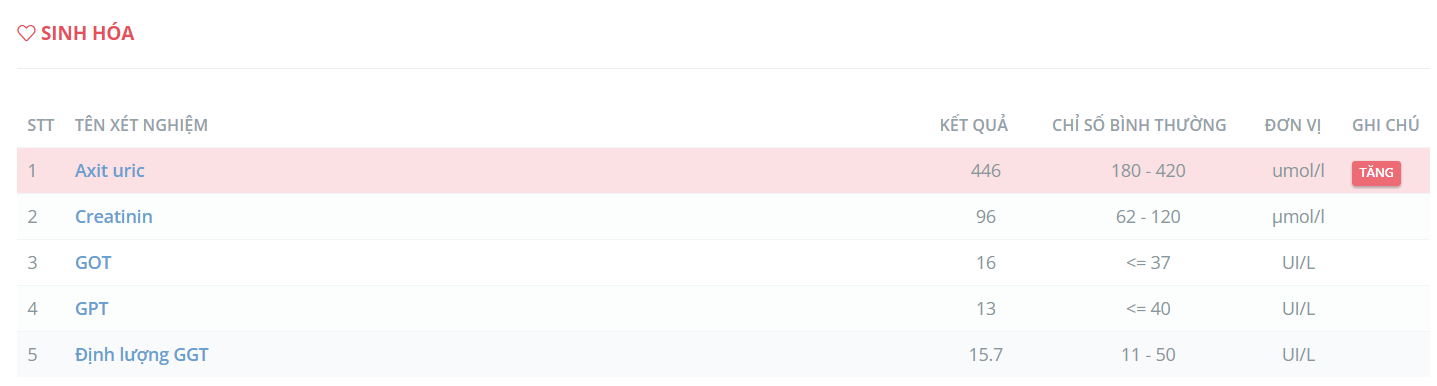 SINH HÓA
STT TÊN XÉT NGHIỆM KẾT QUẢ CHỈ SỐ BÌNH THƯỜNG ĐƠN VỊ GHI CHÚ
1 Axit uric 446 180 - 420 umol/l TĂNG
2 Creatinin 96 62 - 120 µmol/l
3 GOT 16 <= 37 UI/L
4 GPT 13 <= 40 UI/L
5 Định lượng GGT 15.7 11 - 50 UI/L